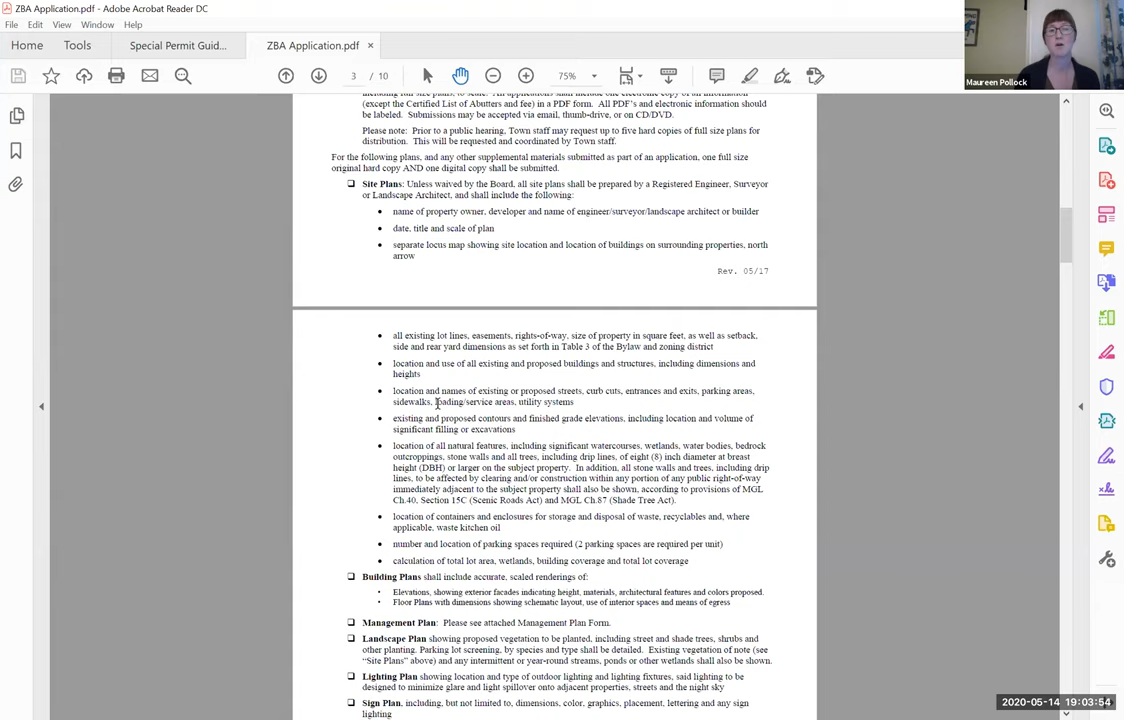 ZBA Application.pdf - Adobe Acrobat Reader DC
File Edit View Window Help
Home Tools Special Permit Guid... ZBA Application.pdf ×
3 / 10 75%
Maureen Pollock
(except the Certified List of Abutters and fee) in a PDF form. All PDF's and electronic information should
be labeled. Submissions may be accepted via email, thumb-drive, or on CD/DVD.
Please note: Prior to a public hearing, Town staff may request up to five hard copies of full size plans for
distribution. This will be requested and coordinated by Town staff.
For the following plans, and any other supplemental materials submitted as part of an application, one full size
original hard copy AND one digital copy shall be submitted.
❑ Site Plans: Unless waived by the Board, all site plans shall be prepared by a Registered Engineer, Surveyor
or Landscape Architect, and shall include the following:
• name of property owner, developer and name of engineer/surveyor/landscape architect or builder
• date, title and scale of plan
• separate locus map showing site location and location of buildings on surrounding properties, north
arrow
Rev. 05/17
• all existing lot lines, easements, rights-of-way, size of property in square feet, as well as setback,
side and rear yard dimensions as set forth in Table 3 of the Bylaw and zoning district
• location and use of all existing and proposed buildings and structures, including dimensions and
heights
• location and names of existing or proposed streets, curb cuts, entrances and exits, parking areas,
sidewalks, loading/service areas, utility systems
• existing and proposed contours and finished grade elevations, including location and volume of
significant filling or excavations
• location of all natural features, including significant watercourses, wetlands, water bodies, bedrock
outcroppings, stone walls and all trees, including drip lines, of eight (8) inch diameter at breast
height (DBH) or larger on the subject property. In addition, all stone walls and trees, including drip
lines, to be affected by clearing and/or construction within any portion of any public right-of-way
immediately adjacent to the subject property shall also be shown, according to provisions of MGL
Ch.40, Section 15C (Scenic Roads Act) and MGL Ch.87 (Shade Tree Act).
• location of containers and enclosures for storage and disposal of waste, recyclables and, where
applicable, waste kitchen oil
• number and location of parking spaces required (2 parking spaces are required per unit)
• calculation of total lot area, wetlands, building coverage and total lot coverage
❑ Building Plans shall include accurate, scaled renderings of:
• Elevations, showing exterior facades indicating height, materials, architectural features and colors proposed.
• Floor Plans with dimensions showing schematic layout, use of interior spaces and means of egress
❑ Management Plan: Please see attached Management Plan Form.
❑ Landscape Plan showing proposed vegetation to be planted, including street and shade trees, shrubs and
other planting. Parking lot screening, by species and type shall be detailed. Existing vegetation of note (see
“Site Plans” above) and any intermittent or year-round streams, ponds or other wetlands shall also be shown.
❑ Lighting Plan showing location and type of outdoor lighting and lighting fixtures, said lighting to be
designed to minimize glare and light spillover onto adjacent properties, streets and the night sky
❑ Sign Plan, including, but not limited to, dimensions, color, graphics, placement, lettering and any sign
lighting
2020-05-14 19:03:54